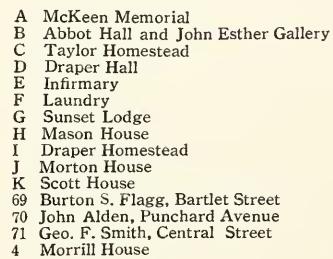 A McKeen Memorial
B Abbot Hall and John Esther Gallery
C Taylor Homestead
D Draper Hall
E Infirmary
F Laundry
G Sunset Lodge
H Mason House
I Draper Homestead
J Morton House
K Scott House
69 Burton S. Flagg, Bartlet Street
70 John Alden, Punchard Avenue
71 Geo. F. Smith, Central Street
4 Morrill House